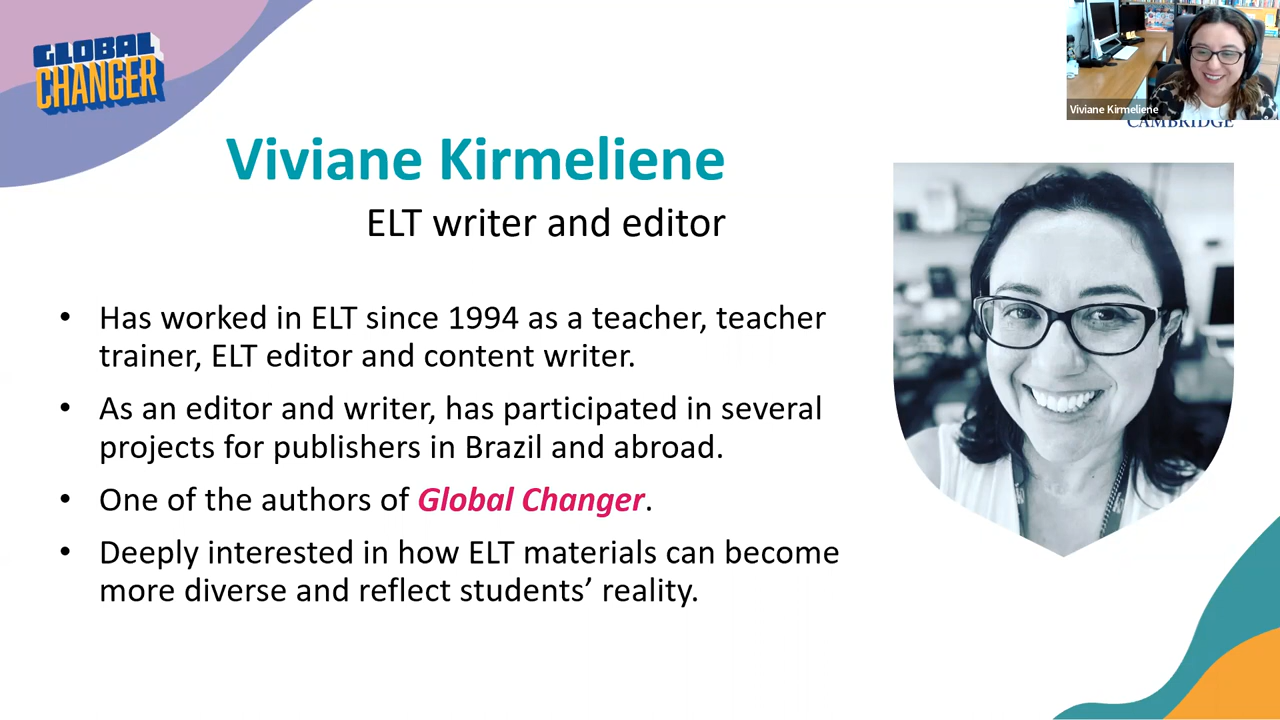 GLOBAL
CHANGER
Viviane Kirmeliene
CAMBRIDGE
Viviane Kirmeliene
ELT writer and editor
• Has worked in ELT since 1994 as a teacher, teacher
trainer, ELT editor and content writer.
• As an editor and writer, has participated in several
projects for publishers in Brazil and abroad.
• One of the authors of Global Changer.
• Deeply interested in how ELT materials can become
more diverse and reflect students’ reality.